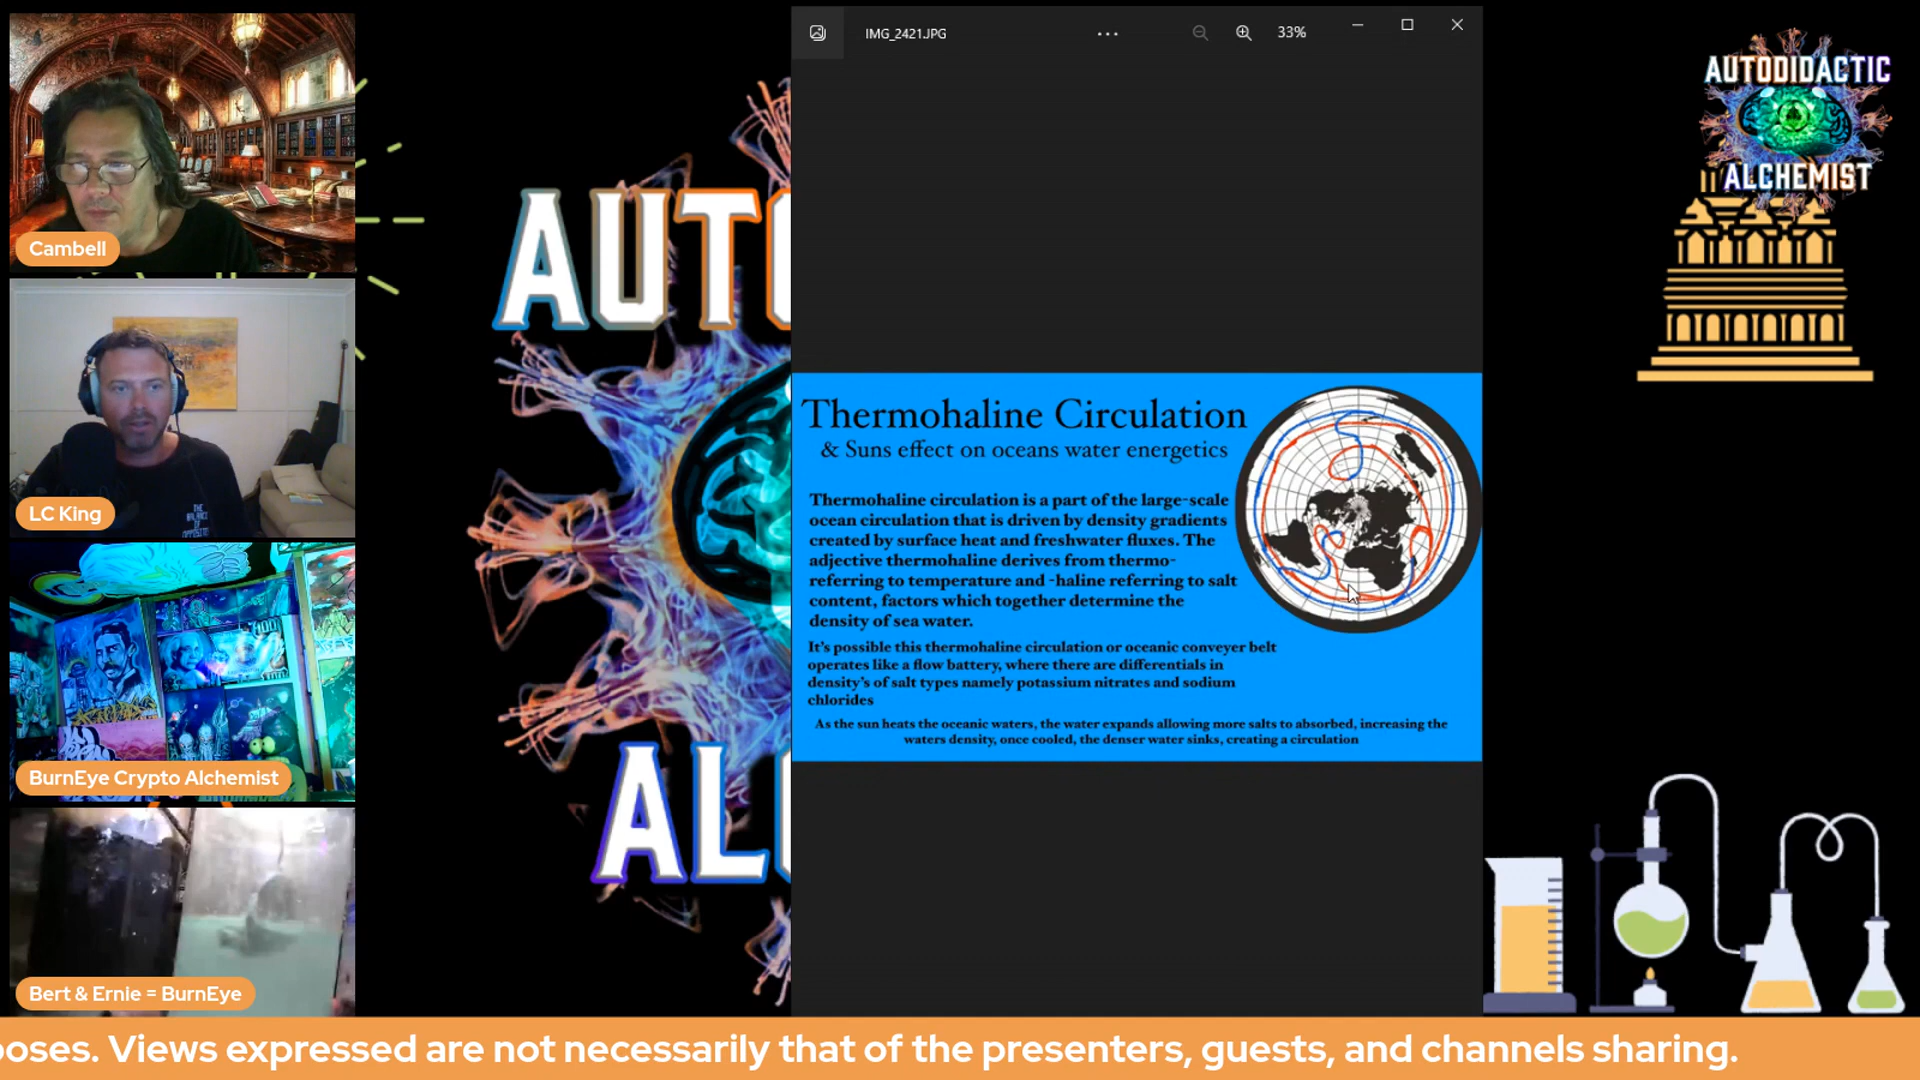 IMG_2421.JPG
33%
AUTODIDACTIC
ALCHEMIST
Cambell
AUTO
Thermohaline Circulation
& Suns effect on oceans water energetics
Thermohaline circulation is a part of the large-scale
ocean circulation that is driven by density gradients
created by surface heat and freshwater fluxes. The
adjective thermohaline derives from thermo-
referring to temperature and -haline referring to salt
content, factors which together determine the
density of sea water.
It's possible this thermohaline circulation or oceanic conveyer belt
operates like a flow battery, where there are differentials in
density's of salt types namely potassium nitrates and sodium
chlorides
As the sun heats the oceanic waters, the water expands allowing more salts to absorbed, increasing the
waters density, once cooled, the denser water sinks, creating a circulation
LC King
THE
BALANCE
OF
BurnEye Crypto Alchemist
100
AL
Bert & Ernie = BurnEye
poses. Views expressed are not necessarily that of the presenters, guests, and channels sharing.